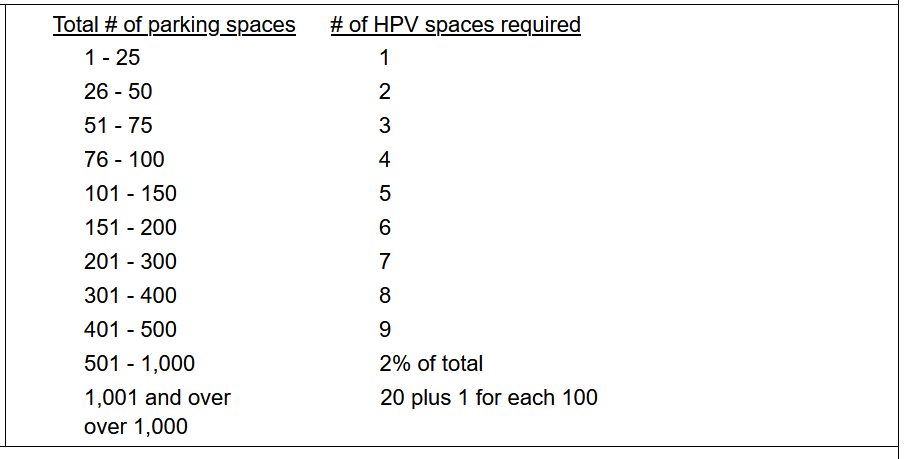 Total # of parking spaces # of HPV spaces required
1 - 25 1
26 - 50 2
51 - 75 3
76 - 100 4
101 - 150 5
151 - 200 6
201 - 300 7
301 - 400 8
401 - 500 9
501 - 1,000 2% of total
1,001 and over 20 plus 1 for each 100
over 1,000